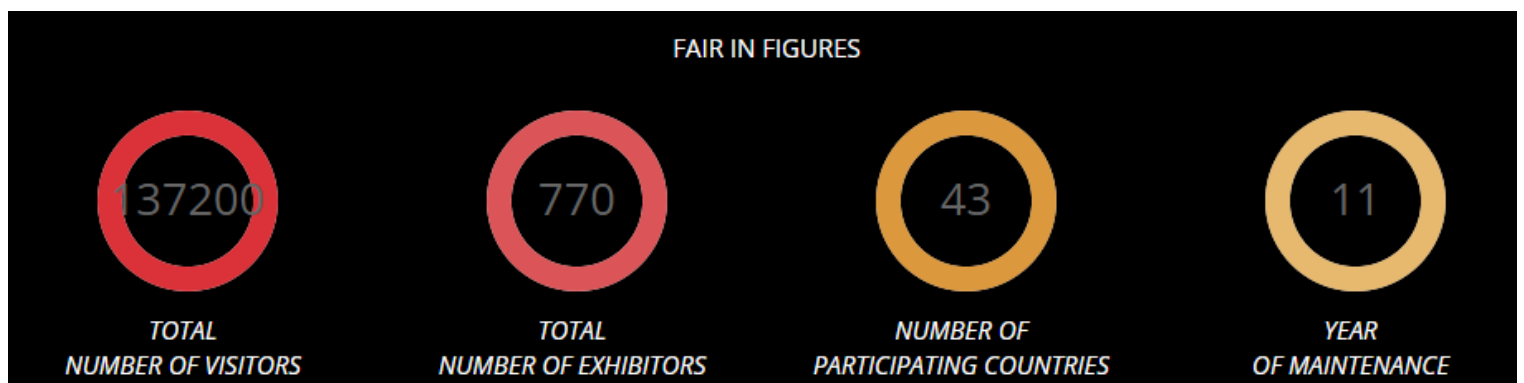 FAIR IN FIGURES
137200
770
43
11
TOTAL
NUMBER OF VISITORS
TOTAL
NUMBER OF EXHIBITORS
NUMBER OF
PARTICIPATING COUNTRIES
YEAR
OF MAINTENANCE